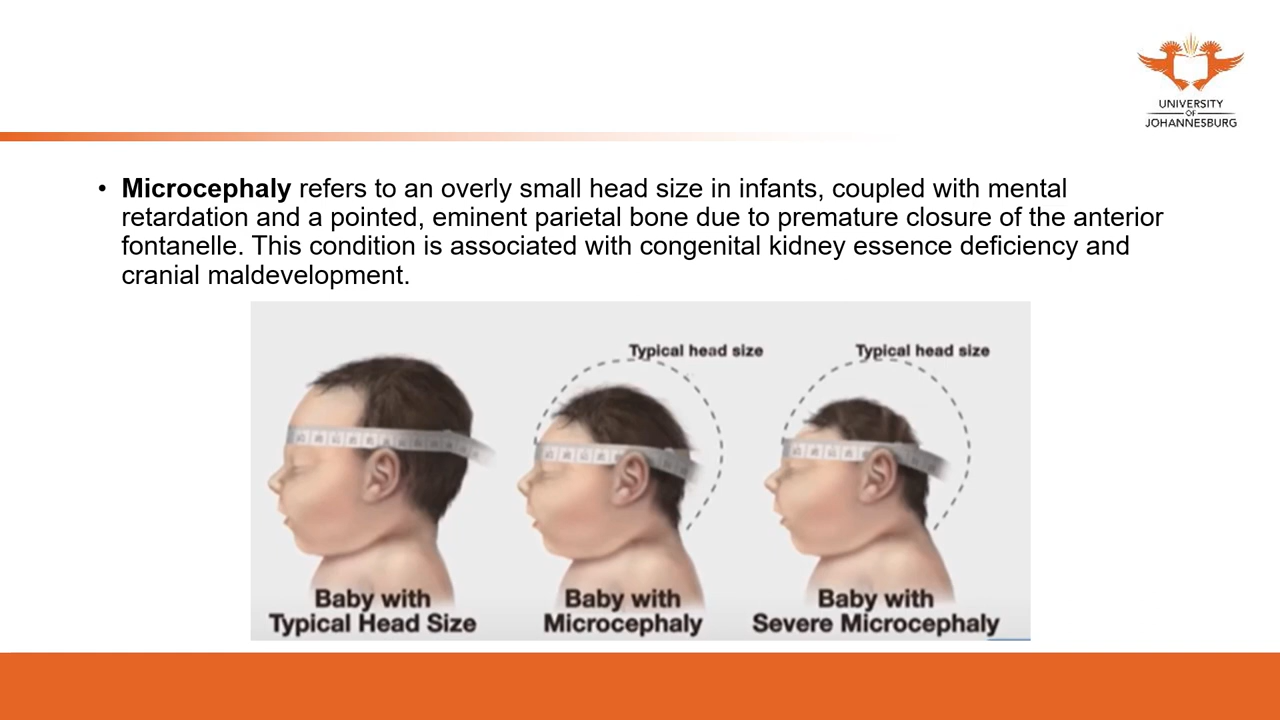 UNIVERSITY
OF
JOHANNESBURG
• Microcephaly refers to an overly small head size in infants, coupled with mental
retardation and a pointed, eminent parietal bone due to premature closure of the anterior
fontanelle. This condition is associated with congenital kidney essence deficiency and
cranial maldevelopment.
Typical head size
Typical head size
Baby with
Typical Head Size
Baby with
Microcephaly
Baby with
Severe Microcephaly